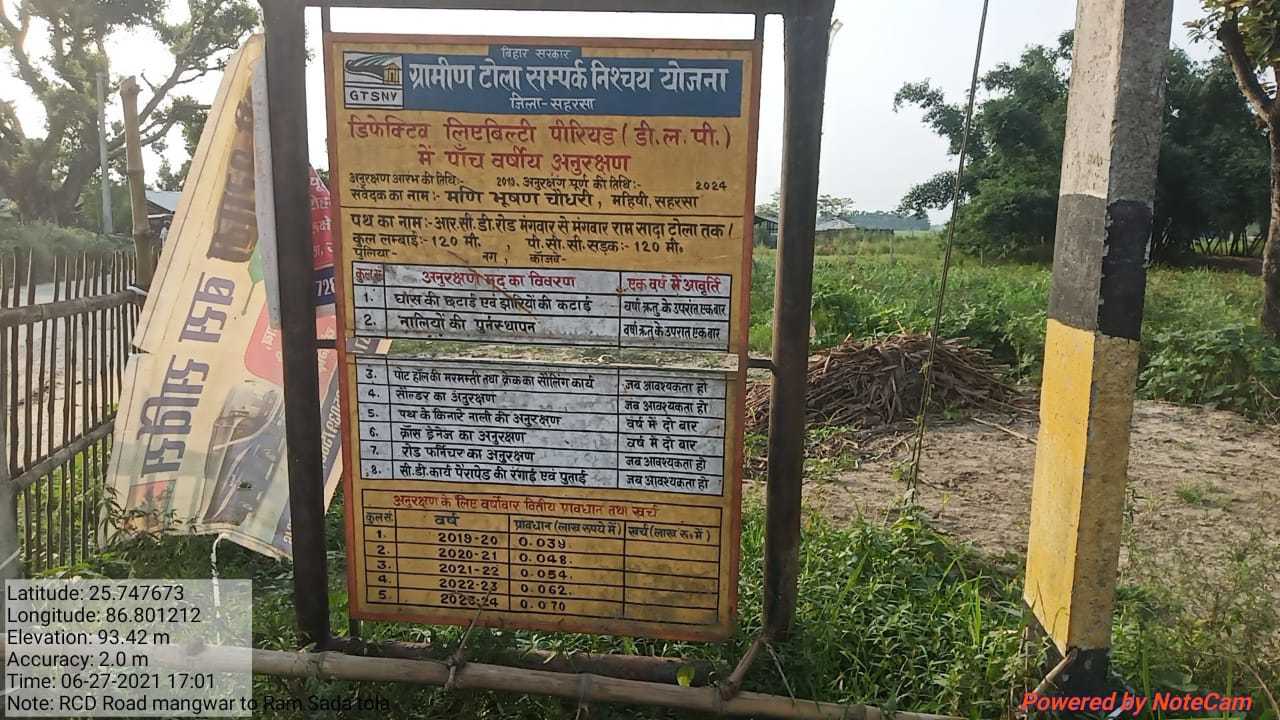 बिहार सरकार
ग्रामीण टोला सम्पर्क निश्चय योजना
GTSNY
जिला-सहरसा
डिफेक्टिव लिएबिल्टी पीरियड (डी.ल.पी.)
में पाँच वर्षीय अनुरक्षण
अनुरक्षण आरभ की तिथि:- 2019. अनुरक्षण पूर्ण की तिथि:- 2024
संवेदक का नाम:- मणि भूषण चौधरी, महिषी, सहरसा
पथ का नाम:-आर.सी.डी.रोड मंगवार से मंगवार राम सादा टोला तक।
कुल लम्बाई:- 120 मी. , पी.सी.सी.सड़क:- 120 मी.
पुलिया:- नग , कॉजवे-
कुल सं. अनुरक्षण मद का विवरण एक वर्ष में आवृर्ति
1. घाँस की छटाई एवं झारियों की कटाई वर्षा ऋतु के उपरांत एक बार
2. नालियों की पुर्नस्थापन वर्षा ऋतु के उपरांत एक बार
3. पोट हॉल की मरमस्ती तथा क्रेक का सीलिंग कार्य जब आवश्यकता हो
4. सॉल्डर का अनुरक्षण जब आवश्यकता हो
5. पथ के किनारे नाली की अनुरक्षण वर्ष में दो बार
6. क्रॉस ड्रेनेज का अनुरक्षण वर्ष में दो बार
7. रोड फर्निचर का अनुरक्षण जब आवश्यकता हो
8. सी.डी.कार्य पैरापेड की रंगाई एवं पुताई जब आवश्यकता हो
अनुरक्षण के लिए वर्षोवार वितीय प्रावधान तथा खर्च
कुल सं. वर्ष प्रावधान (लाख रूपये में) खर्च (लाख रू. में)
1. 2019-20 0.039.
2. 2020-21 0.048.
3. 2021-22 0.054.
4. 2022-23 0.062.
5 2023-24 0.070
Latitude: 25.747673
Longitude: 86.801212
Elevation: 93.42 m
Accuracy: 2.0 m
Time: 06-27-2021 17:01
Note: RCD Road mangwar to Ram Sada tola
Powered by NoteCam